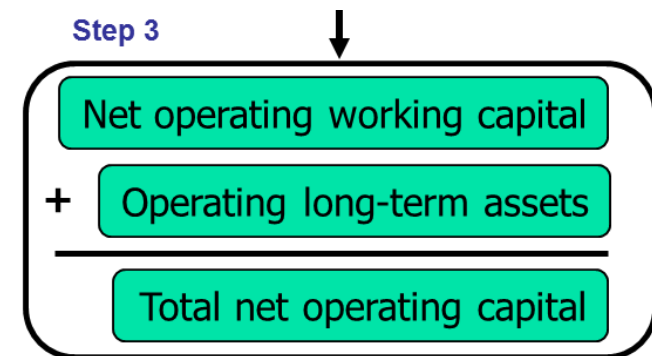 Step 3
Net operating working capital
+ Operating long-term assets
Total net operating capital